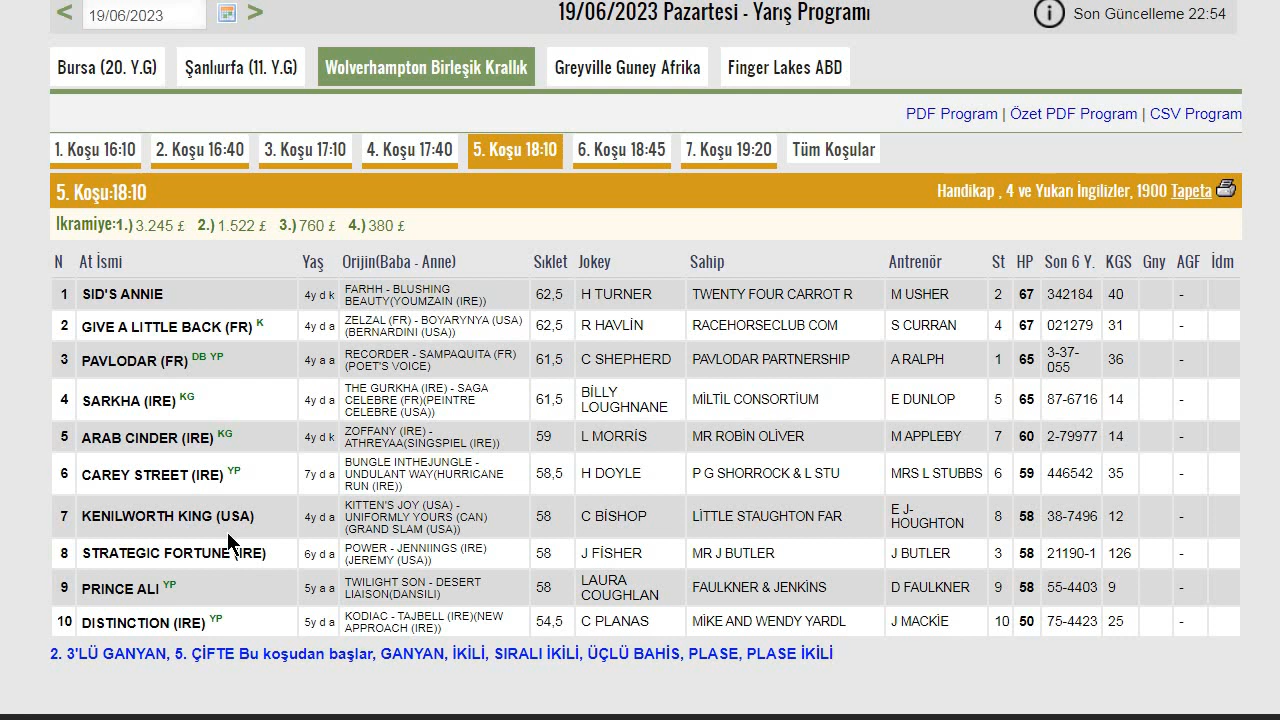 19/06/2023 19/06/2023 Pazartesi - Yarış Programı Son Güncelleme 22:54
Bursa (20. Y.G) Şanlıurfa (11. Y.G) Wolverhampton Birleşik Krallık Greyville Guney Afrika Finger Lakes ABD
PDF Program | Özet PDF Program | CSV Program
1. Koşu 16:10 2. Koşu 16:40 3. Koşu 17:10 4. Koşu 17:40 5. Koşu 18:10 6. Koşu 18:45 7. Koşu 19:20 Tüm Koşular
5. Koşu:18:10 Handikap , 4 ve Yukarı İngilizler, 1900 Tapeta
Ikramiye:1.) 3.245 £ 2.) 1.522 £ 3.) 760 £ 4.) 380 £
N At İsmi Yaş Orijin(Baba - Anne) Sıklet Jokey Sahip Antrenör St HP Son 6 Y. KGS Gny AGF İdm
1 SID'S ANNIE 4y d k FARHH - BLUSHING BEAUTY(YOUMZAIN (IRE)) 62,5 H TURNER TWENTY FOUR CARROT R M USHER 2 67 342184 40 -
2 GIVE A LITTLE BACK (FR) K 4y d a ZELZAL (FR) - BOYARYNYA (USA)(BERNARDINI (USA)) 62,5 R HAVLİN RACEHORSECLUB COM S CURRAN 4 67 021279 31 -
3 PAVLODAR (FR) DB YP 4y a a RECORDER - SAMPAQUITA (FR)(POET'S VOICE) 61,5 C SHEPHERD PAVLODAR PARTNERSHIP A RALPH 1 65 3-37-055 36 -
4 SARKHA (IRE) KG 4y d a THE GURKHA (IRE) - SAGA CELEBRE (FR)(PEINTRE CELEBRE (USA)) 61,5 BİLLY LOUGHNANE MİLTİL CONSORTİUM E DUNLOP 5 65 87-6716 14 -
5 ARAB CINDER (IRE) KG 4y d k ZOFFANY (IRE) - ATHREYAA(SINGSPIEL (IRE)) 59 L MORRİS MR ROBİN OLİVER M APPLEBY 7 60 2-79977 14 -
6 CAREY STREET (IRE) YP 7y d a BUNGLE INTHEJUNGLE - UNDULANT WAY(HURRICANE RUN (IRE)) 58,5 H DOYLE P G SHORROCK & L STU MRS L STUBBS 6 59 446542 35 -
7 KENILWORTH KING (USA) 4y d a KITTEN'S JOY (USA) - UNIFORMLY YOURS (CAN)(GRAND SLAM (USA)) 58 C BİSHOP LİTTLE STAUGHTON FAR E J-HOUGHTON 8 58 38-7496 12 -
8 STRATEGIC FORTUNE (IRE) 6y d a POWER - JENNIINGS (IRE)(JEREMY (USA)) 58 J FİSHER MR J BUTLER J BUTLER 3 58 21190-1 126 -
9 PRINCE ALI YP 5y a a TWILIGHT SON - DESERT LIAISON(DANSILI) 58 LAURA COUGHLAN FAULKNER & JENKİNS D FAULKNER 9 58 55-4403 9 -
10 DISTINCTION (IRE) YP 5y d a KODIAC - TAJBELL (IRE)(NEW APPROACH (IRE)) 54,5 C PLANAS MİKE AND WENDY YARDL J MACKİE 10 50 75-4423 25 -
2. 3'LÜ GANYAN, 5. ÇİFTE Bu koşudan başlar, GANYAN, İKİLİ, SIRALI İKİLİ, ÜÇLÜ BAHİS, PLASE, PLASE İKİLİ